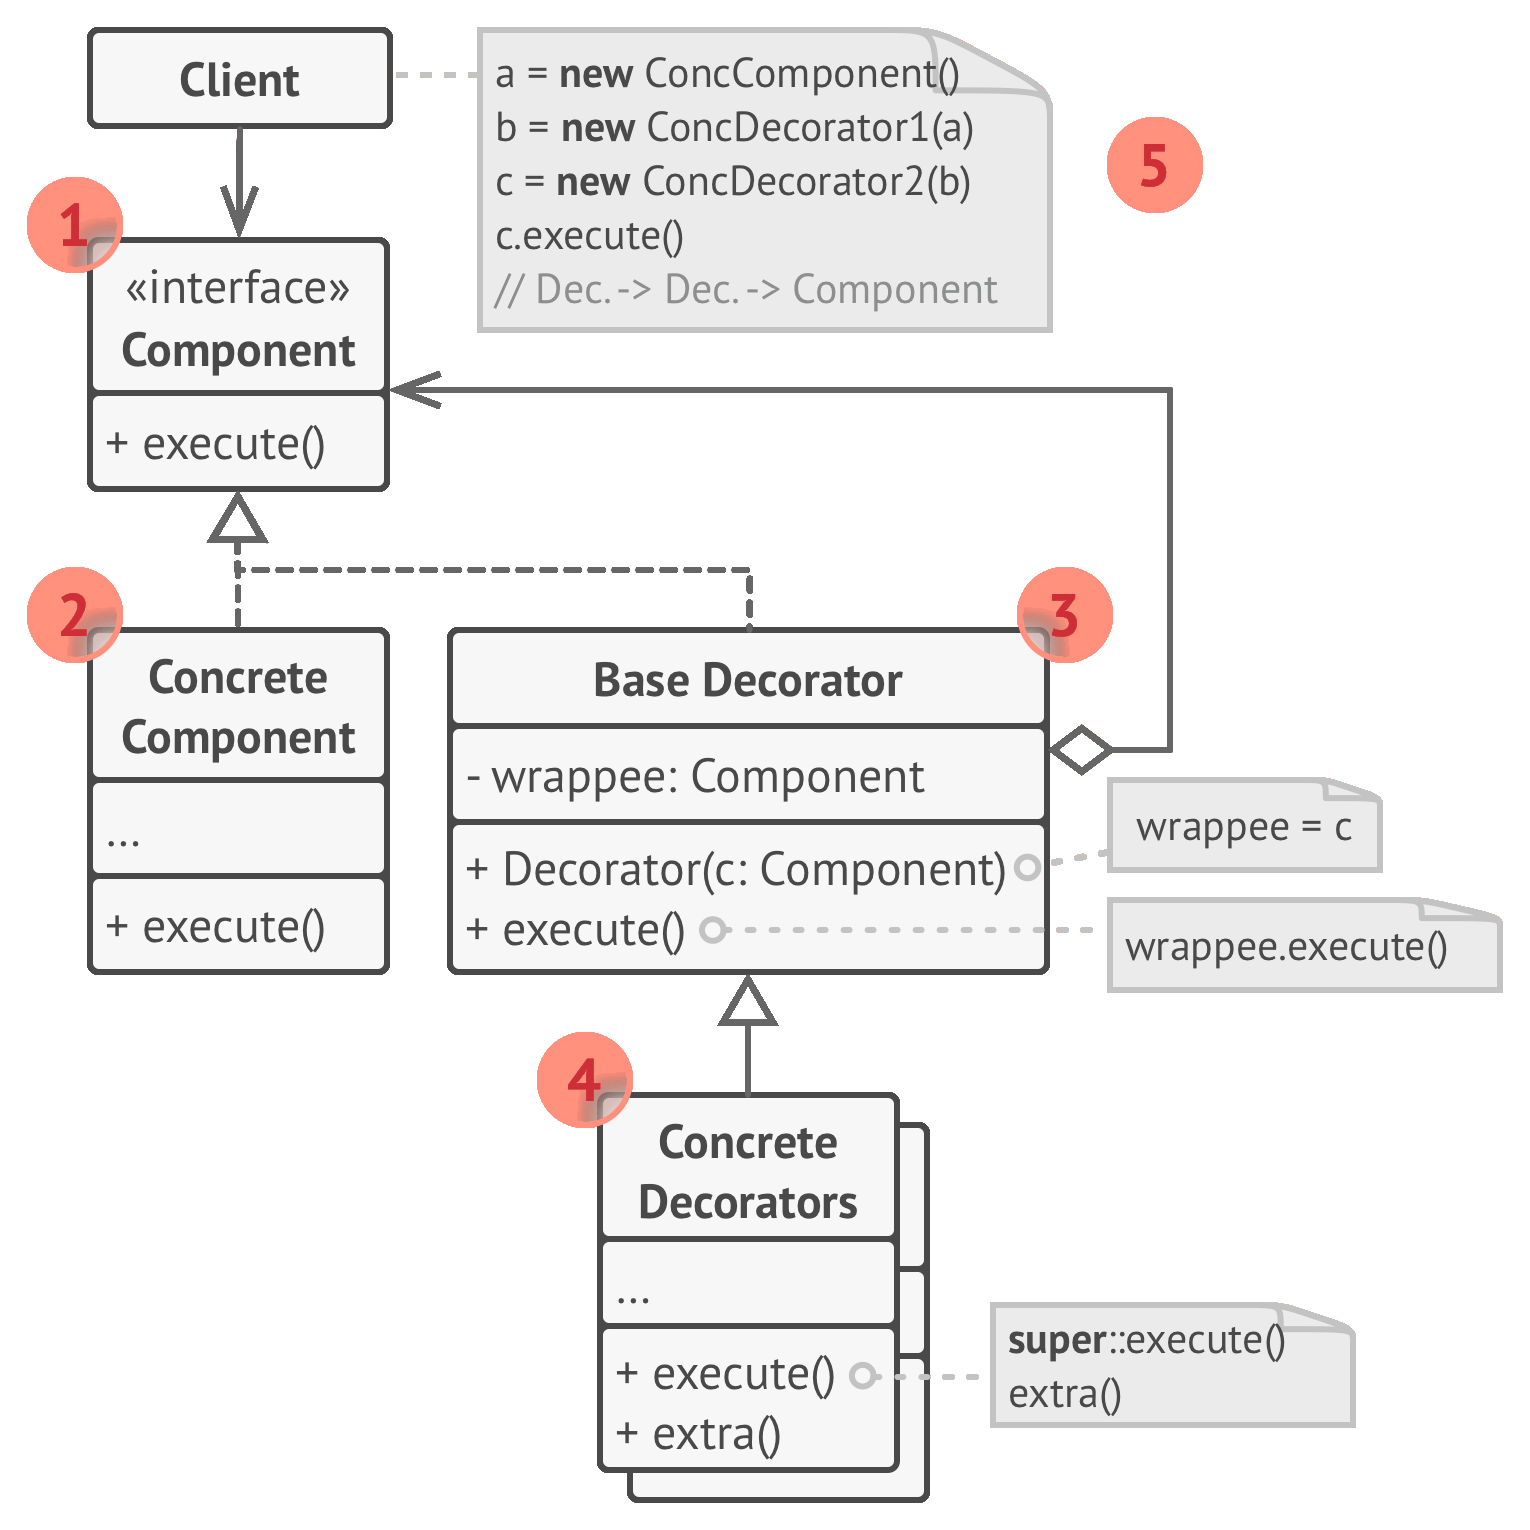 Client
a = new ConcComponent()
b = new ConcDecorator1(a)
c = new ConcDecorator2(b)
c.execute()
// Dec. -> Dec. -> Component
5
1
«interface»
Component
+ execute()
2
Concrete
Component
...
+ execute()
3
Base Decorator
- wrappee: Component
+ Decorator(c: Component)
+ execute()
wrappee = c
wrappee.execute()
4
Concrete
Decorators
...
+ execute()
+ extra()
super::execute()
extra()